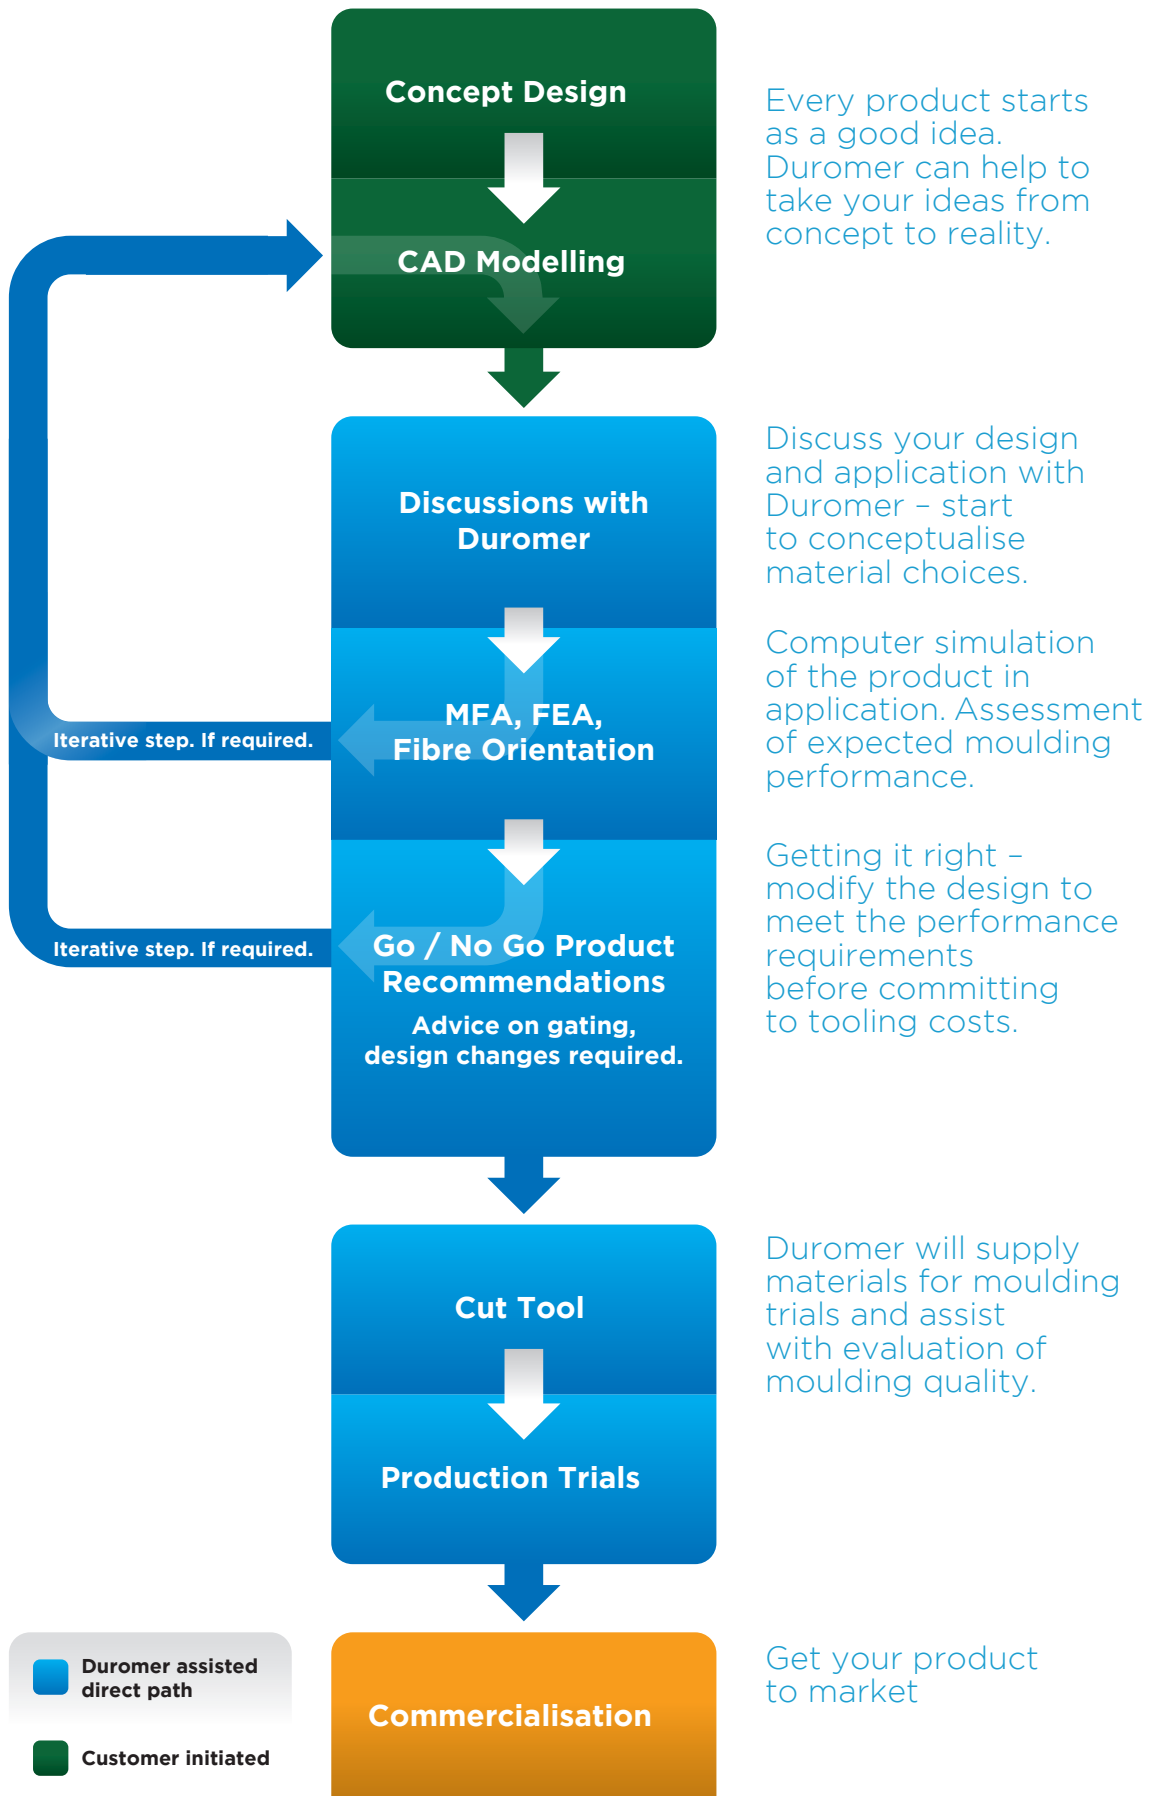 Concept Design
Every product starts
as a good idea.
Duromer can help to
take your ideas from
concept to reality.
CAD Modelling
Discussions with
Duromer
Discuss your design
and application with
Duromer – start
to conceptualise
material choices.
MFA, FEA,
Fibre Orientation
Iterative step. If required.
Computer simulation
of the product in
application. Assessment
of expected moulding
performance.
Go / No Go Product
Recommendations
Advice on gating,
design changes required.
Iterative step. If required.
Getting it right –
modify the design to
meet the performance
requirements
before committing
to tooling costs.
Cut Tool
Duromer will supply
materials for moulding
trials and assist
with evaluation of
moulding quality.
Production Trials
Commercialisation
Get your product
to market
Duromer assisted
direct path
Customer initiated